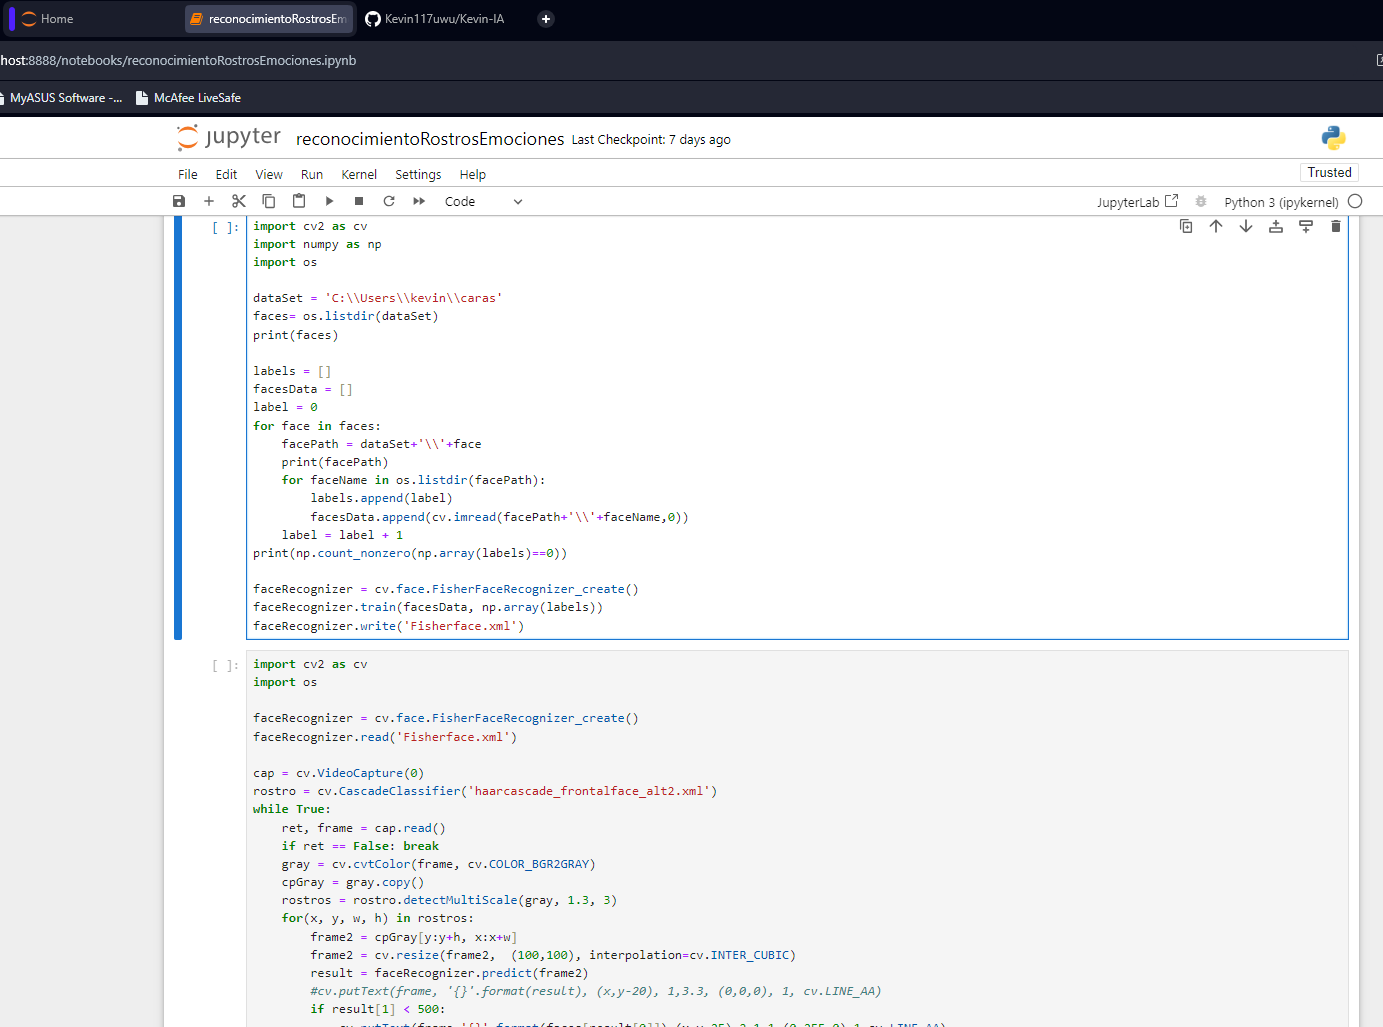 Home
reconocimientoRostrosEm
Kevin117uwu/Kevin-IA
host:8888/notebooks/reconocimientoRostrosEmociones.ipynb
MyASUS Software -...
McAfee LiveSafe
jupyter reconocimientoRostrosEmociones Last Checkpoint: 7 days ago
File Edit View Run Kernel Settings Help
Trusted
Code
JupyterLab
Python 3 (ipykernel)
[ ]:
import cv2 as cv
import numpy as np
import os
dataSet = 'C:\\Users\\kevin\\caras'
faces= os.listdir(dataSet)
print(faces)
labels = []
facesData = []
label = 0
for face in faces:
    facePath = dataSet+'\\'+face
    print(facePath)
    for faceName in os.listdir(facePath):
        labels.append(label)
        facesData.append(cv.imread(facePath+'\\'+faceName,0))
    label = label + 1
print(np.count_nonzero(np.array(labels)==0))
faceRecognizer = cv.face.FisherFaceRecognizer_create()
faceRecognizer.train(facesData, np.array(labels))
faceRecognizer.write('Fisherface.xml')
[ ]:
import cv2 as cv
import os
faceRecognizer = cv.face.FisherFaceRecognizer_create()
faceRecognizer.read('Fisherface.xml')
cap = cv.VideoCapture(0)
rostro = cv.CascadeClassifier('haarcascade_frontalface_alt2.xml')
while True:
    ret, frame = cap.read()
    if ret == False: break
    gray = cv.cvtColor(frame, cv.COLOR_BGR2GRAY)
    cpGray = gray.copy()
    rostros = rostro.detectMultiScale(gray, 1.3, 3)
    for(x, y, w, h) in rostros:
        frame2 = cpGray[y:y+h, x:x+w]
        frame2 = cv.resize(frame2,  (100,100), interpolation=cv.INTER_CUBIC)
        result = faceRecognizer.predict(frame2)
        #cv.putText(frame, '{}'.format(result), (x,y-20), 1,3.3, (0,0,0), 1, cv.LINE_AA)
        if result[1] < 500: